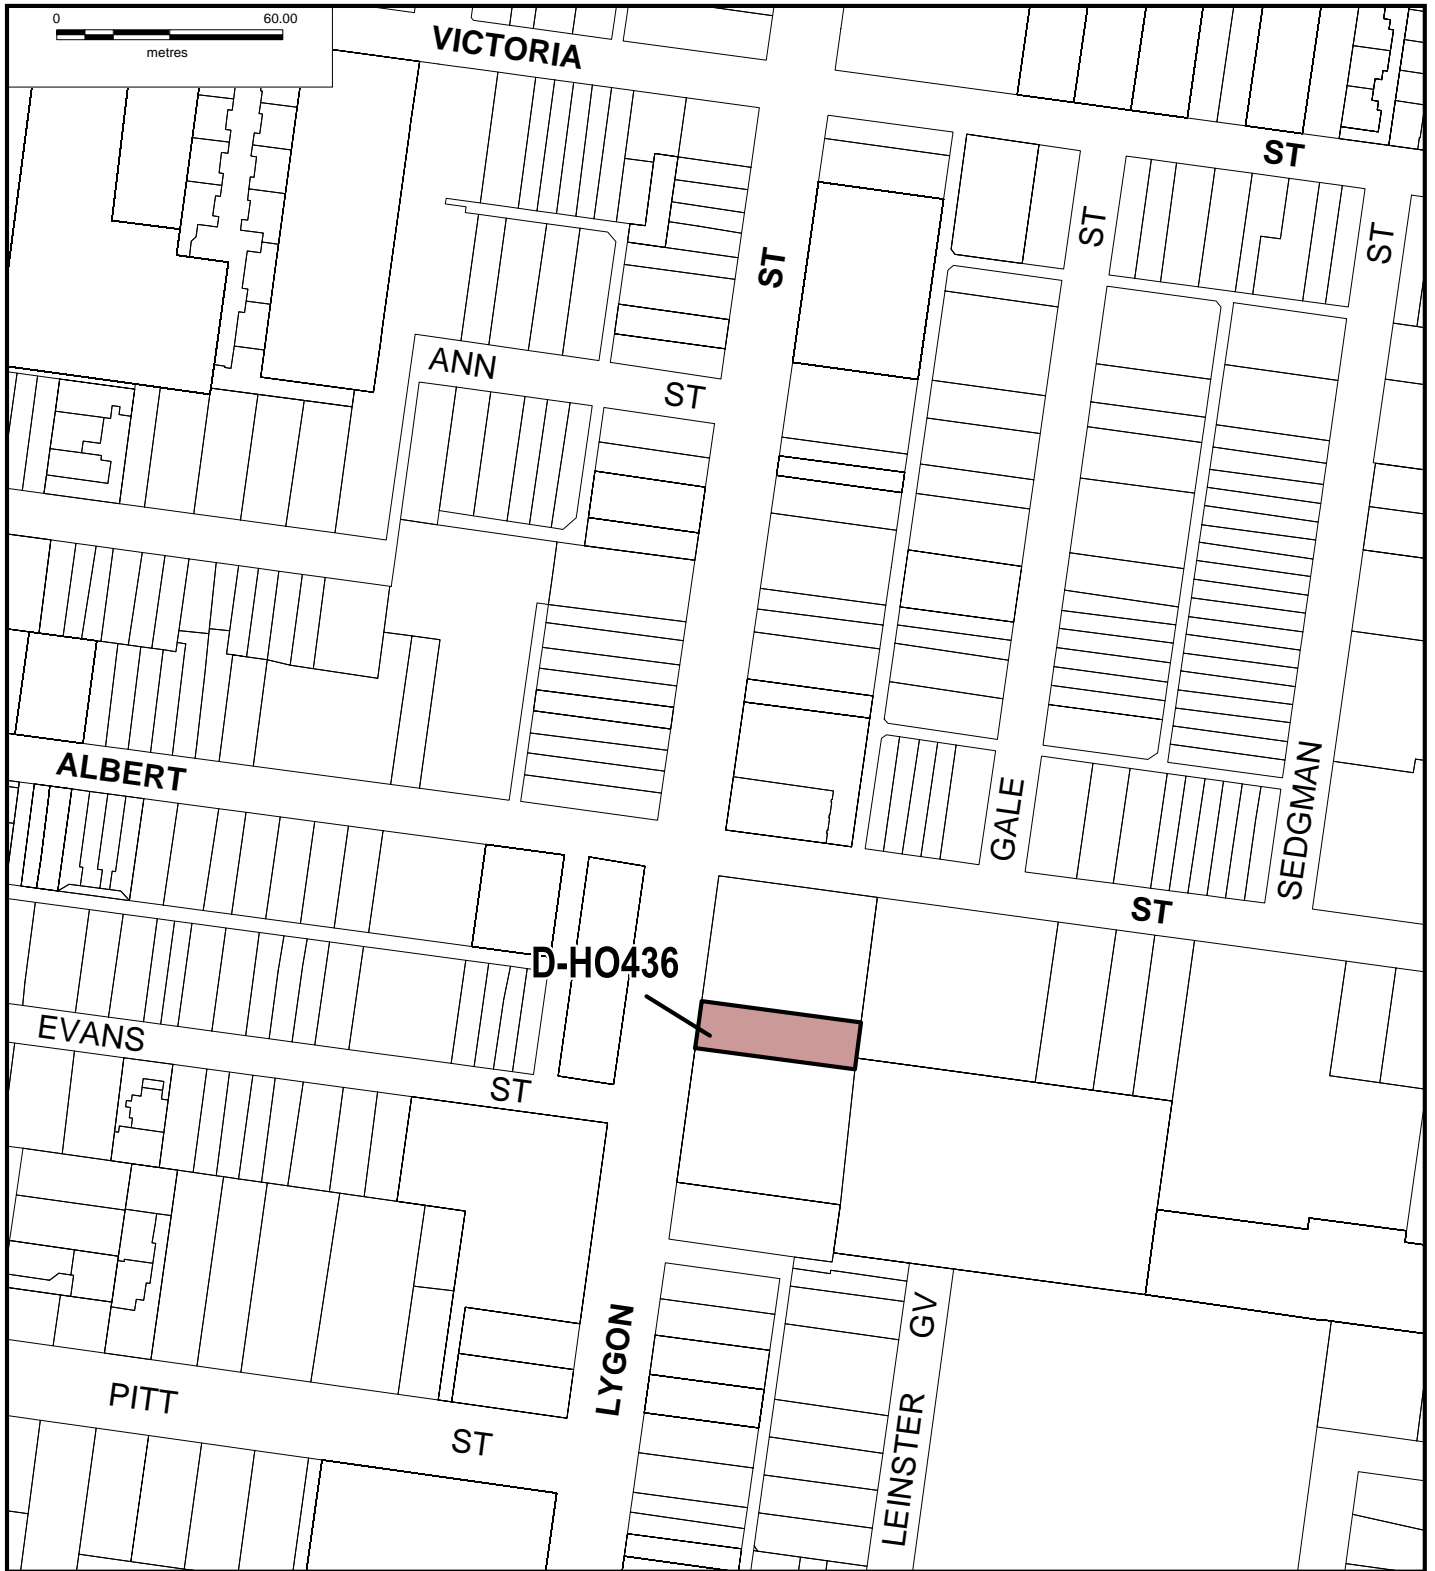 0 60.00
metres
VICTORIA
ST
ST
ST
ST
ANN
ST
ALBERT
GALE
SEDGMAN
ST
D-HO436
EVANS
ST
LYGON
GV
LEINSTER
PITT
ST